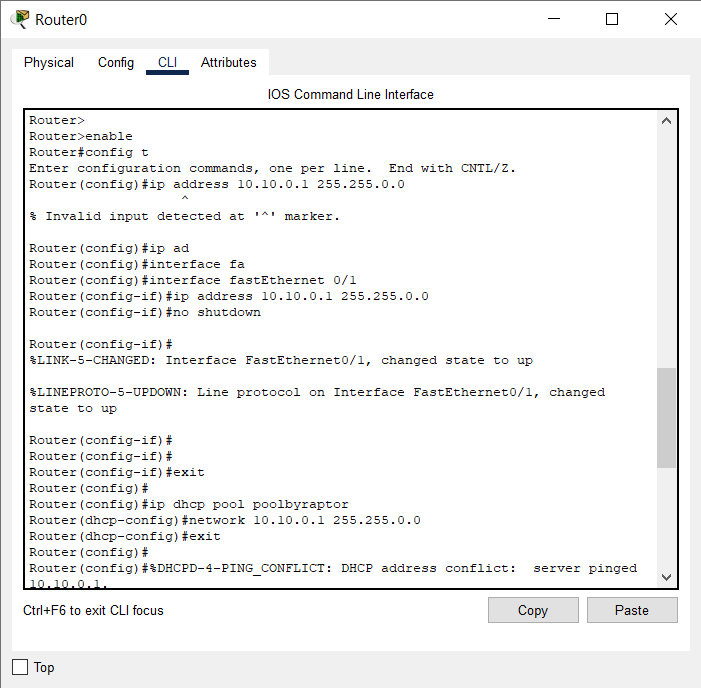 Router0
Physical Config CLI Attributes
IOS Command Line Interface
Router>
Router>enable
Router#config t
Enter configuration commands, one per line.  End with CNTL/Z.
Router(config)#ip address 10.10.0.1 255.255.0.0
^
% Invalid input detected at '^' marker.
Router(config)#ip ad
Router(config)#interface fa
Router(config)#interface fastEthernet 0/1
Router(config-if)#ip address 10.10.0.1 255.255.0.0
Router(config-if)#no shutdown
Router(config-if)#
%LINK-5-CHANGED: Interface FastEthernet0/1, changed state to up
%LINEPROTO-5-UPDOWN: Line protocol on Interface FastEthernet0/1, changed
state to up
Router(config-if)#
Router(config-if)#
Router(config-if)#exit
Router(config)#
Router(config)#ip dhcp pool poolbyraptor
Router(dhcp-config)#network 10.10.0.1 255.255.0.0
Router(dhcp-config)#exit
Router(config)#
Router(config)#%DHCPD-4-PING_CONFLICT: DHCP address conflict:  server pinged
10.10.0.1.
Ctrl+F6 to exit CLI focus
Copy Paste
Top